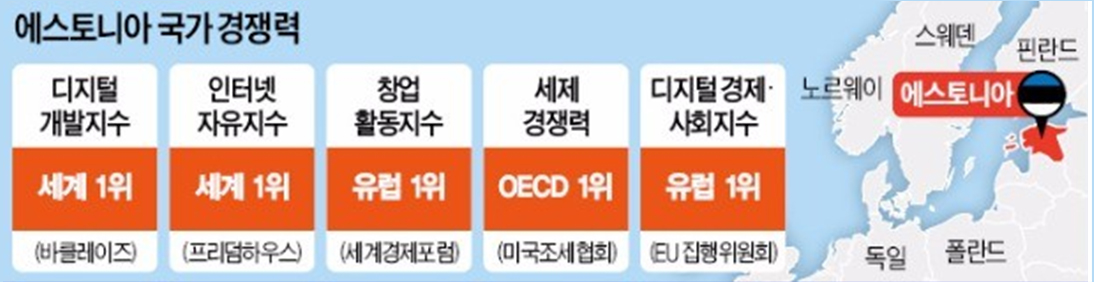 에스토니아 국가 경쟁력
디지털
개발지수
세계 1위
(바클레이즈)
인터넷
자유지수
세계 1위
(프리덤하우스)
창업
활동지수
유럽 1위
(세계경제포럼)
세제
경쟁력
OECD 1위
(미국조세협회)
디지털 경제·
사회지수
유럽 1위
(EU 집행위원회)
스웨덴
핀란드
노르웨이
에스토니아
독일
폴란드